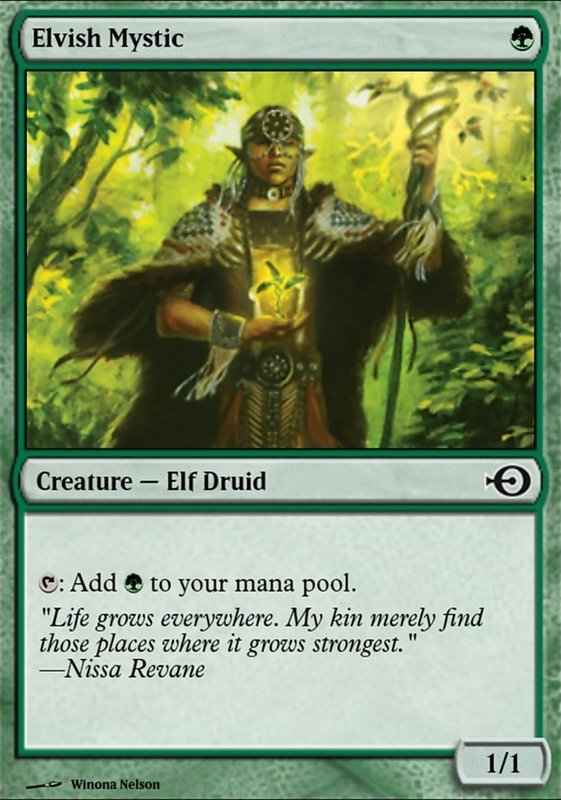 Elvish Mystic
Creature — Elf Druid
: Add to your mana pool.
"Life grows everywhere. My kin merely find
those places where it grows strongest."
—Nissa Revane
1/1
Winona Nelson